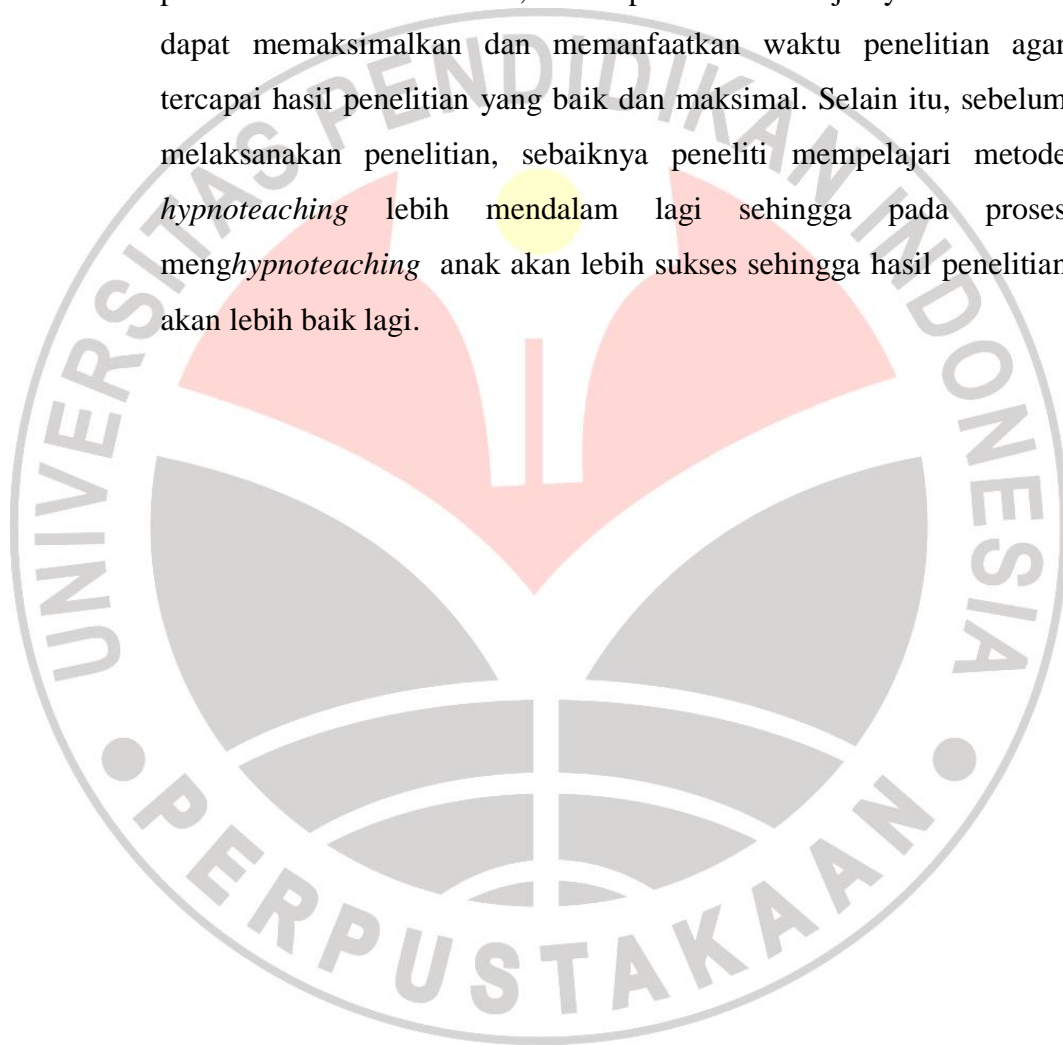 dapat memaksimalkan dan memanfaatkan waktu penelitian agar
tercapai hasil penelitian yang baik dan maksimal. Selain itu, sebelum
melaksanakan penelitian, sebaiknya peneliti mempelajari metode
hypnoteaching lebih mendalam lagi sehingga pada proses
menghypnoteaching anak akan lebih sukses sehingga hasil penelitian
akan lebih baik lagi.
UNIVERSITAS PENDIDIKAN INDONESIA
PERPUSTAKAAN